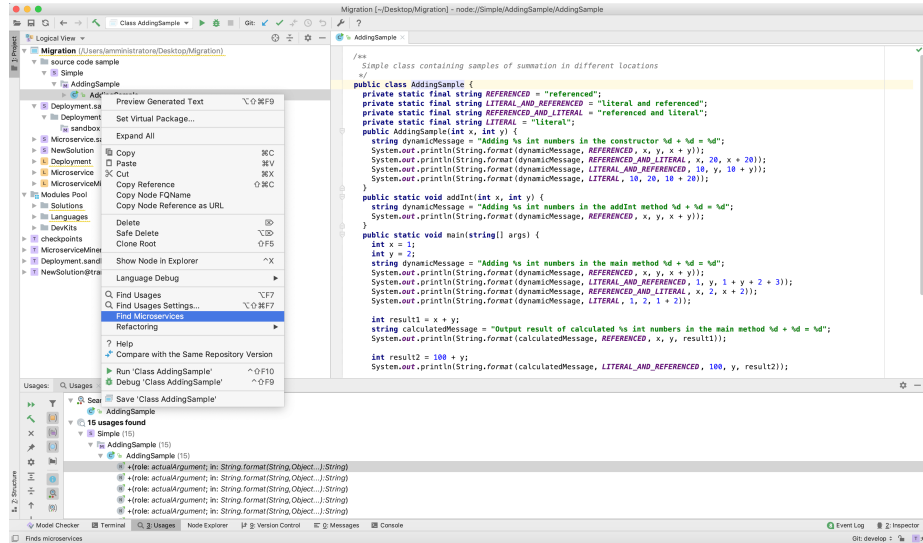 Migration [~/Desktop/Migration] - node://Simple/AddingSample/AddingSample
Class AddingSample
Git:
1: Project
Logical View
Migration (/Users/amministratore/Desktop/Migration)
source code sample
Simple
AddingSample
AddingSample
Deployment.sa
Deployment
sandbox
Microservice.sa
NewSolution
Deployment
Microservice
MicroserviceMi
Modules Pool
Solutions
Languages
DevKits
checkpoints
MicroserviceMiner
Deployment.sandl
NewSolution@tra
Preview Generated Text ⌥⇧⌘F9
Set Virtual Package...
Expand All
Copy ⌘C
Paste ⌘V
Cut ⌘X
Copy Reference ⇧⌘C
Copy Node FQName
Copy Node Reference as URL
Delete ⌦
Safe Delete ⌥⌦
Clone Root ⇧F5
Show Node in Explorer ^X
Language Debug
Find Usages ⌥F7
Find Usages Settings... ⌥⇧⌘F7
Find Microservices
Refactoring
? Help
Compare with the Same Repository Version
Run 'Class AddingSample' ^⇧F10
Debug 'Class AddingSample' ^⇧F9
Save 'Class AddingSample'
AddingSample
/**
Simple class containing samples of summation in different locations
*/
public class AddingSample {
private static final string REFERENCED = "referenced";
private static final string LITERAL_AND_REFERENCED = "literal and referenced";
private static final string REFERENCED_AND_LITERAL = "referenced and literal";
private static final string LITERAL = "literal";
public AddingSample(int x, int y) {
string dynamicMessage = "Adding %s int numbers in the constructor %d + %d = %d";
System.out.println(String.format(dynamicMessage, REFERENCED, x, y, x + y));
System.out.println(String.format(dynamicMessage, REFERENCED_AND_LITERAL, x, 20, x + 20));
System.out.println(String.format(dynamicMessage, LITERAL_AND_REFERENCED, 10, y, 10 + y));
System.out.println(String.format(dynamicMessage, LITERAL, 10, 20, 10 + 20));
}
public static void addInt(int x, int y) {
string dynamicMessage = "Adding %s int numbers in the addInt method %d + %d = %d";
System.out.println(String.format(dynamicMessage, REFERENCED, x, y, x + y));
}
public static void main(string[] args) {
int x = 1;
int y = 2;
string dynamicMessage = "Adding %s int numbers in the main method %d + %d = %d";
System.out.println(String.format(dynamicMessage, REFERENCED, x, y, x + y));
System.out.println(String.format(dynamicMessage, LITERAL_AND_REFERENCED, 1, y, 1 + y + 2 + 3));
System.out.println(String.format(dynamicMessage, REFERENCED_AND_LITERAL, x, 2, x + 2));
System.out.println(String.format(dynamicMessage, LITERAL, 1, 2, 1 + 2));
int result1 = x + y;
string calculatedMessage = "Output result of calculated %s int numbers in the main method %d + %d = %d";
System.out.println(String.format(calculatedMessage, REFERENCED, x, y, result1));
int result2 = 100 + y;
System.out.println(String.format(calculatedMessage, LITERAL_AND_REFERENCED, 100, y, result2));
Usages: Usages
Sear
AddingSample
15 usages found
Simple (15)
AddingSample (15)
AddingSample (15)
+(role: actualArgument; in: String.format(String,Object...):String)
+(role: actualArgument; in: String.format(String,Object...):String)
+(role: actualArgument; in: String.format(String,Object...):String)
+(role: actualArgument; in: String.format(String,Object...):String)
+(role: actualArgument; in: String.format(String,Object...):String)
Z: Structure
Model Checker Terminal 3: Usages Node Explorer 9: Version Control 0: Messages Console Event Log 2: Inspector
Finds microservices Git: develop